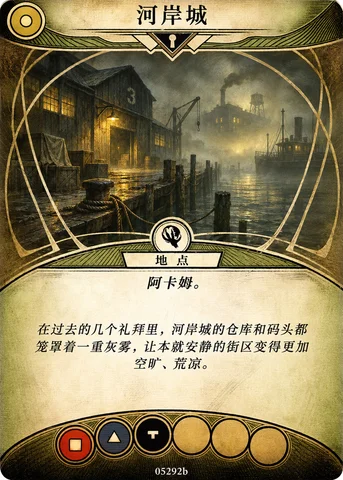 河岸城
3
地点
阿卡姆。
在过去的几个礼拜里，河岸城的仓库和码头都
笼罩着一重灰雾，让本就安静的街区变得更加
空旷、荒凉。
05292b